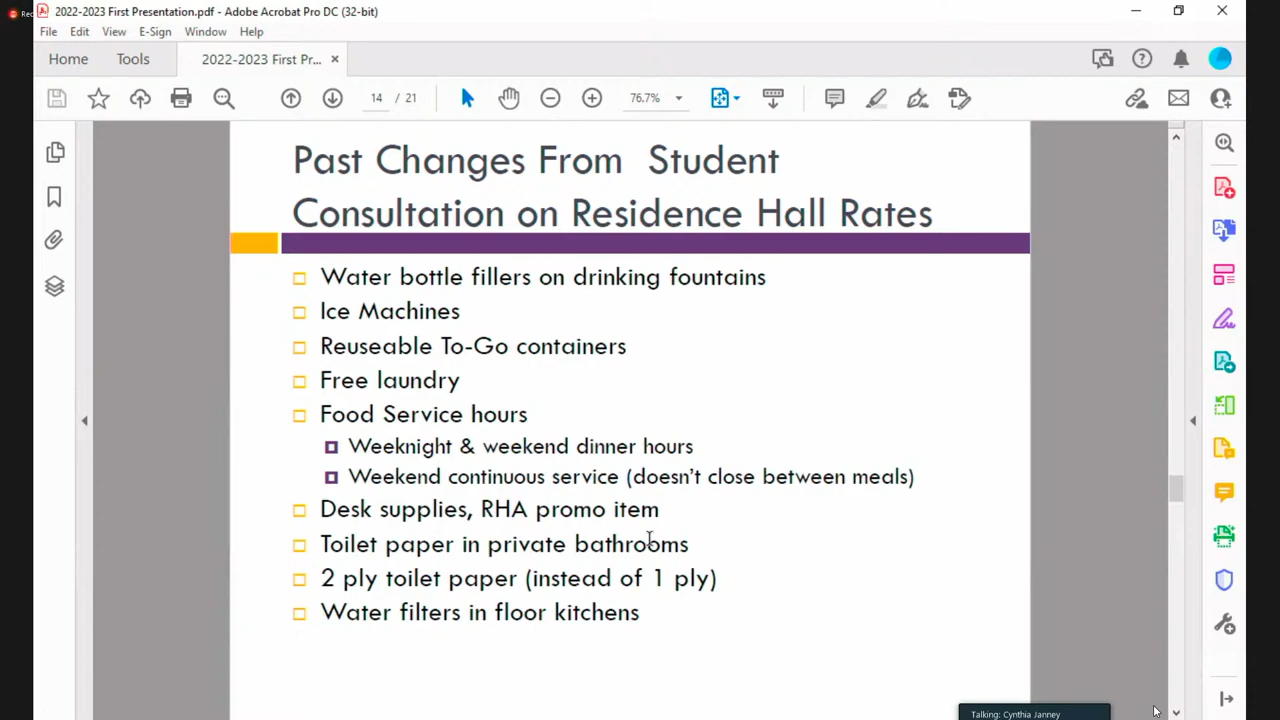 Rec
2022-2023 First Presentation.pdf - Adobe Acrobat Pro DC (32-bit)
File Edit View E-Sign Window Help
Home Tools 2022-2023 First Pr... ×
14 / 21 76.7%
Past Changes From Student
Consultation on Residence Hall Rates
Water bottle fillers on drinking fountains
Ice Machines
Reuseable To-Go containers
Free laundry
Food Service hours
Weeknight & weekend dinner hours
Weekend continuous service (doesn't close between meals)
Desk supplies, RHA promo item
Toilet paper in private bathrooms
2 ply toilet paper (instead of 1 ply)
Water filters in floor kitchens
Talking: Cynthia Janney